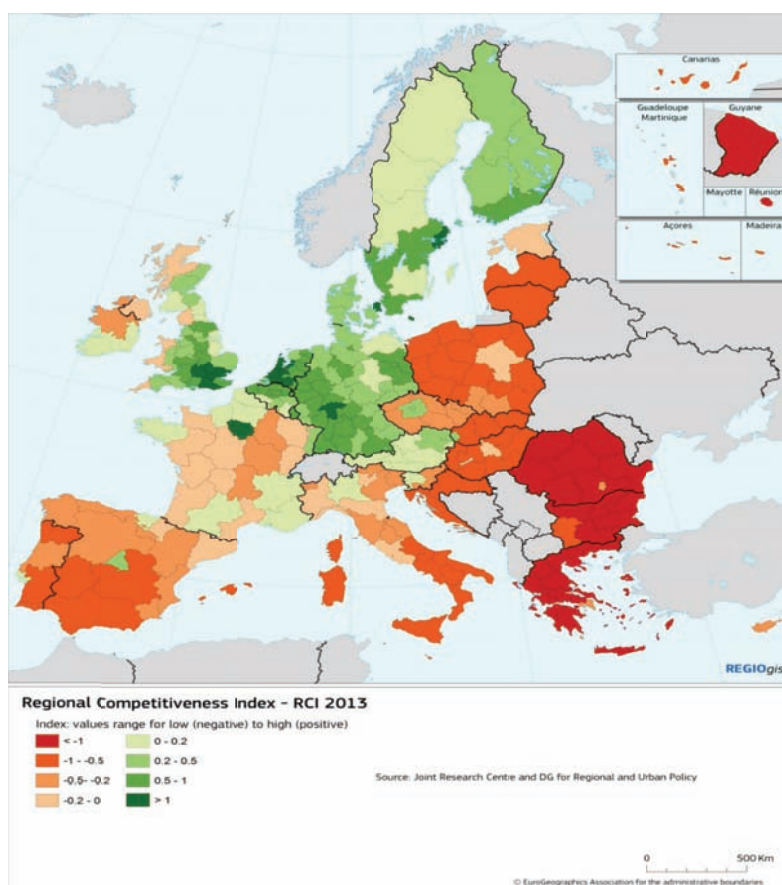 Canarias
Guadeloupe
Martinique
Guyane
Mayotte
Réunion
Açores
Madeira
REGIOgis
Regional Competitiveness Index – RCI 2013
Index: values range for low (negative) to high (positive)
< -1
-1 - -0.5
-0.5- -0.2
-0.2 - 0
0 - 0.2
0.2 - 0.5
0.5 - 1
> 1
Source: Joint Research Centre and DG for Regional and Urban Policy
0 500 Km
© EuroGeographics Association for the administrative boundaries